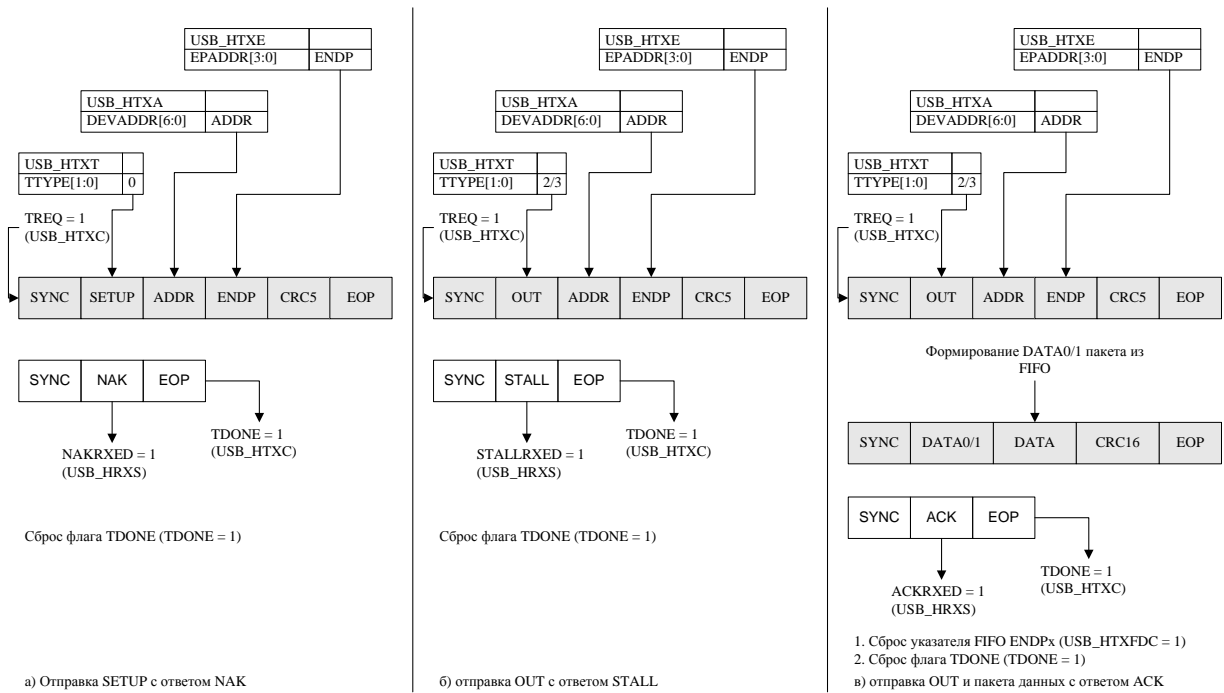 USB_HTXE
EPADDR[3:0] ENDP
USB_HTXA
DEVADDR[6:0] ADDR
USB_HTXT
TTYPE[1:0] 0
TREQ = 1
(USB_HTXC)
SYNC SETUP ADDR ENDP CRC5 EOP
SYNC NAK EOP
NAKRXED = 1
(USB_HRXS)
TDONE = 1
(USB_HTXC)
Сброс флага TDONE (TDONE = 1)
а) Отправка SETUP с ответом NAK
USB_HTXE
EPADDR[3:0] ENDP
USB_HTXA
DEVADDR[6:0] ADDR
USB_HTXT
TTYPE[1:0] 2/3
TREQ = 1
(USB_HTXC)
SYNC OUT ADDR ENDP CRC5 EOP
SYNC STALL EOP
STALLRXED = 1
(USB_HRXS)
TDONE = 1
(USB_HTXC)
Сброс флага TDONE (TDONE = 1)
б) отправка OUT с ответом STALL
USB_HTXE
EPADDR[3:0] ENDP
USB_HTXA
DEVADDR[6:0] ADDR
USB_HTXT
TTYPE[1:0] 2/3
TREQ = 1
(USB_HTXC)
SYNC OUT ADDR ENDP CRC5 EOP
Формирование DATA0/1 пакета из
FIFO
SYNC DATA0/1 DATA CRC16 EOP
SYNC ACK EOP
ACKRXED = 1
(USB_HRXS)
TDONE = 1
(USB_HTXC)
1. Сброс указателя FIFO ENDPx (USB_HTXFDC = 1)
2. Сброс флага TDONE (TDONE = 1)
в) отправка OUT и пакета данных с ответом ACK